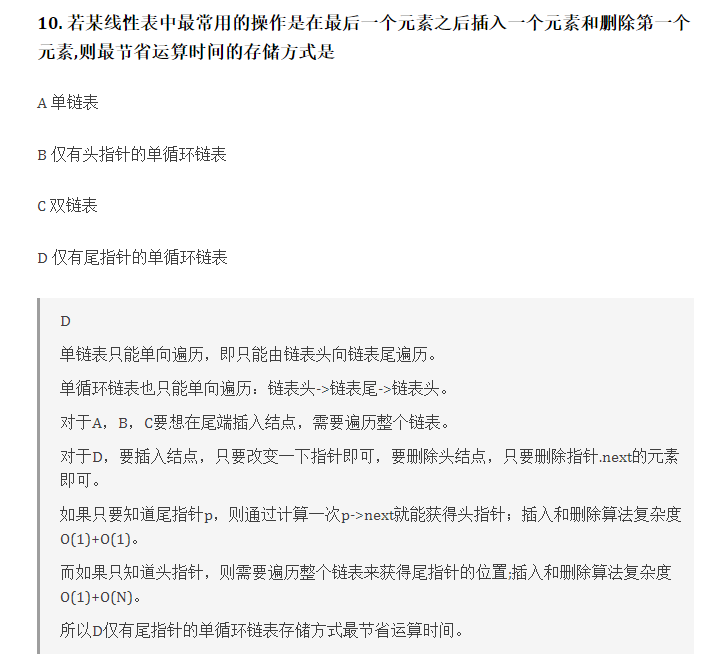 10. 若某线性表中最常用的操作是在最后一个元素之后插入一个元素和删除第一个
元素,则最节省运算时间的存储方式是
A 单链表
B 仅有头指针的单循环链表
C 双链表
D 仅有尾指针的单循环链表
D
单链表只能单向遍历，即只能由链表头向链表尾遍历。
单循环链表也只能单向遍历：链表头->链表尾->链表头。
对于A，B，C要想在尾端插入结点，需要遍历整个链表。
对于D，要插入结点，只要改变一下指针即可，要删除头结点，只要删除指针.next的元素
即可。
如果只要知道尾指针p，则通过计算一次p->next就能获得头指针；插入和删除算法复杂度
O(1)+O(1)。
而如果只知道头指针，则需要遍历整个链表来获得尾指针的位置;插入和删除算法复杂度
O(1)+O(N)。
所以D仅有尾指针的单循环链表存储方式最节省运算时间。